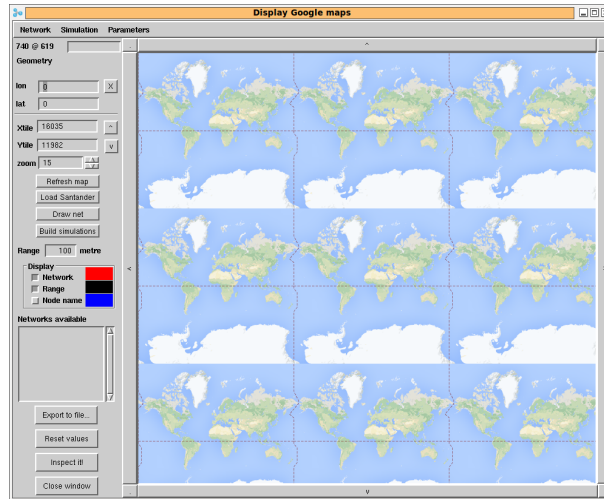 Display Google maps
Network Simulation Parameters
740 @ 619
Geometry
lon 0 X
lat 0
Xtile 16035 ^
Ytile 11982 v
zoom 15
Refresh map
Load Santander
Draw net
Build simulations
Range 100 metre
Display
Network
Range
Node name
Networks available
Export to file...
Reset values
Inspect it!
Close window
^
<
>
v